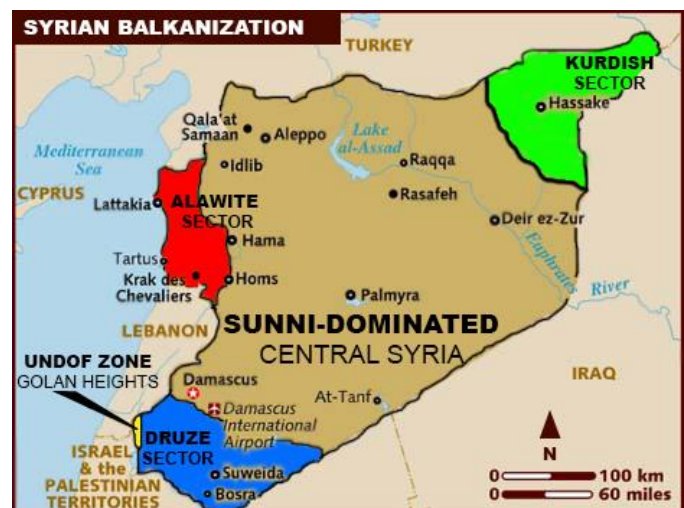 SYRIAN BALKANIZATION
TURKEY
KURDISH
SECTOR
Hassake
Qala'at
Samaan
Aleppo
Lake
al-Assad
Mediterranean
Sea
Idlib
Raqqa
CYPRUS
Rasafeh
Lattakia
ALAWITE
SECTOR
Deir ez-Zur
Hama
Euphrates
River
Tartus
Krak des
Chevaliers
Homs
Palmyra
LEBANON
SUNNI-DOMINATED
CENTRAL SYRIA
UNDOF ZONE
GOLAN HEIGHTS
IRAQ
Damascus
At-Tanf
Damascus
International
Airport
DRUZE
SECTOR
ISRAEL
& the
PALESTINIAN
TERRITORIES
Suweida
Bosra
N
0 100 km
0 60 miles